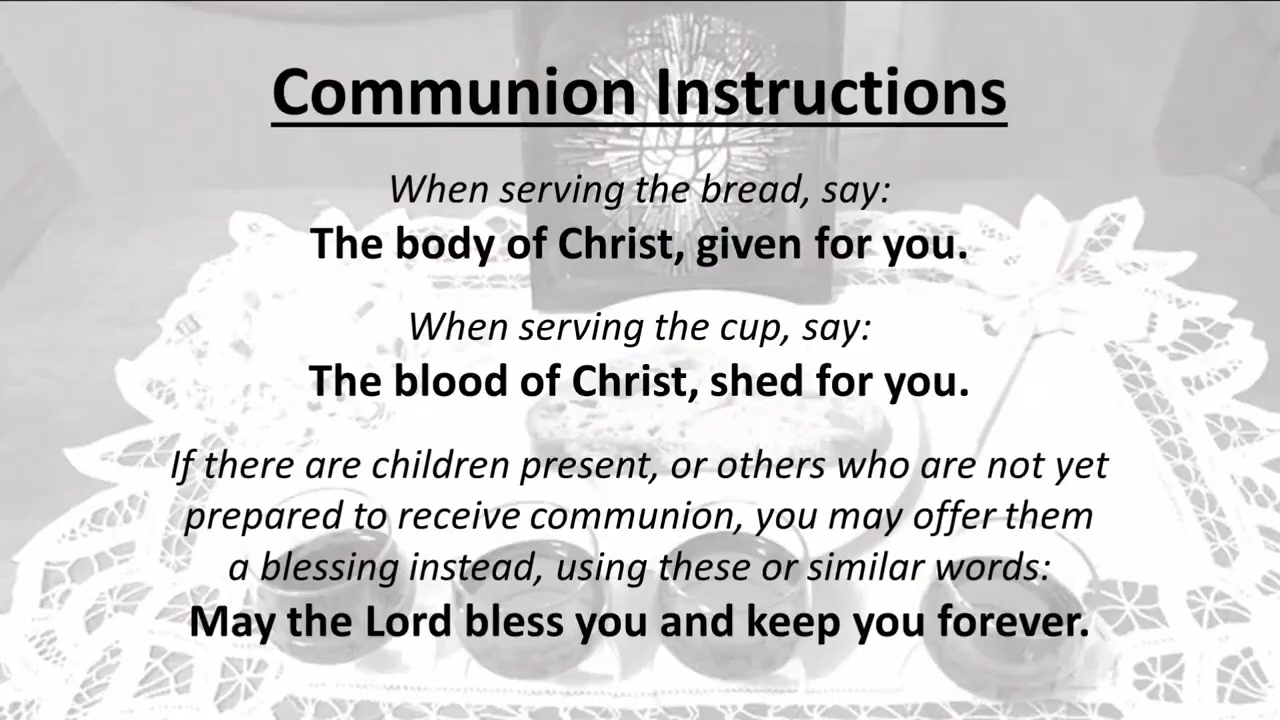 Communion Instructions
When serving the bread, say:
The body of Christ, given for you.
When serving the cup, say:
The blood of Christ, shed for you.
If there are children present, or others who are not yet
prepared to receive communion, you may offer them
a blessing instead, using these or similar words:
May the Lord bless you and keep you forever.